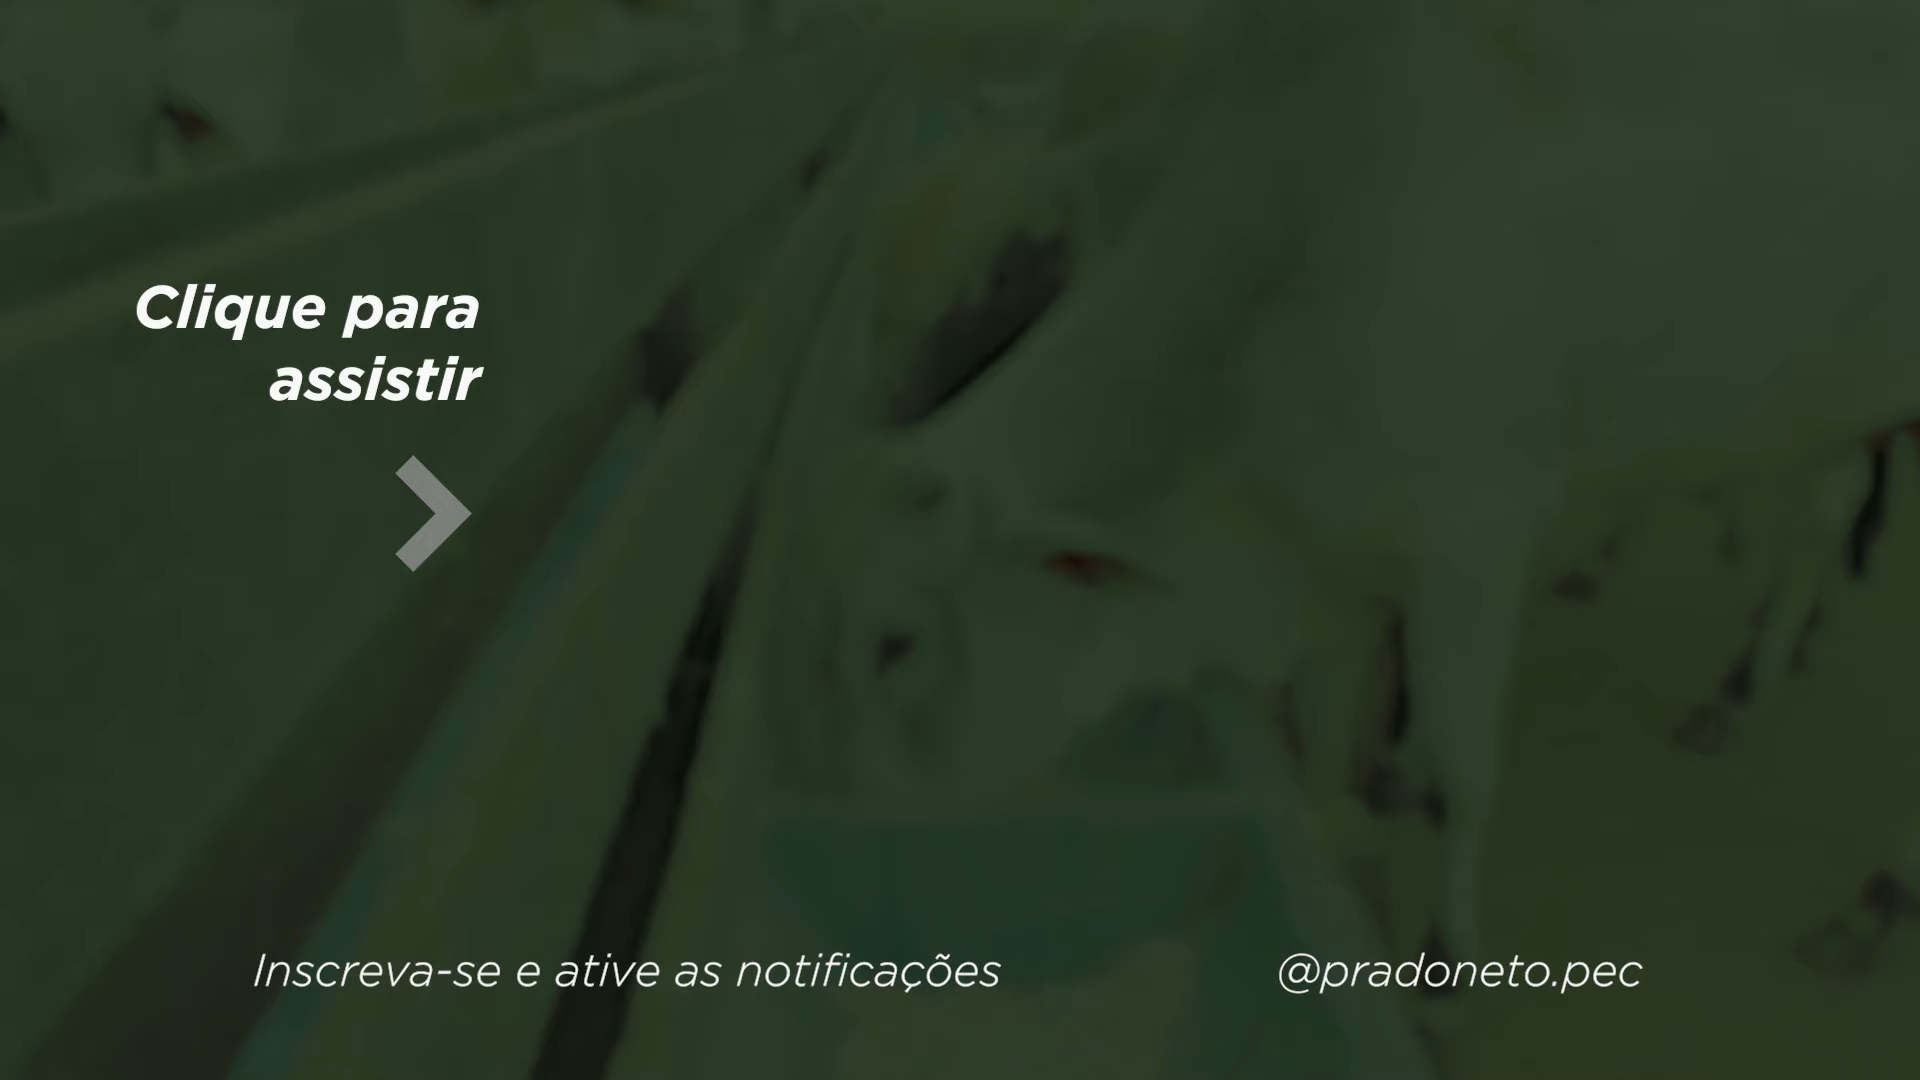 Clique para
assistir
Inscreva-se e ative as notificações
@pradoneto.pec